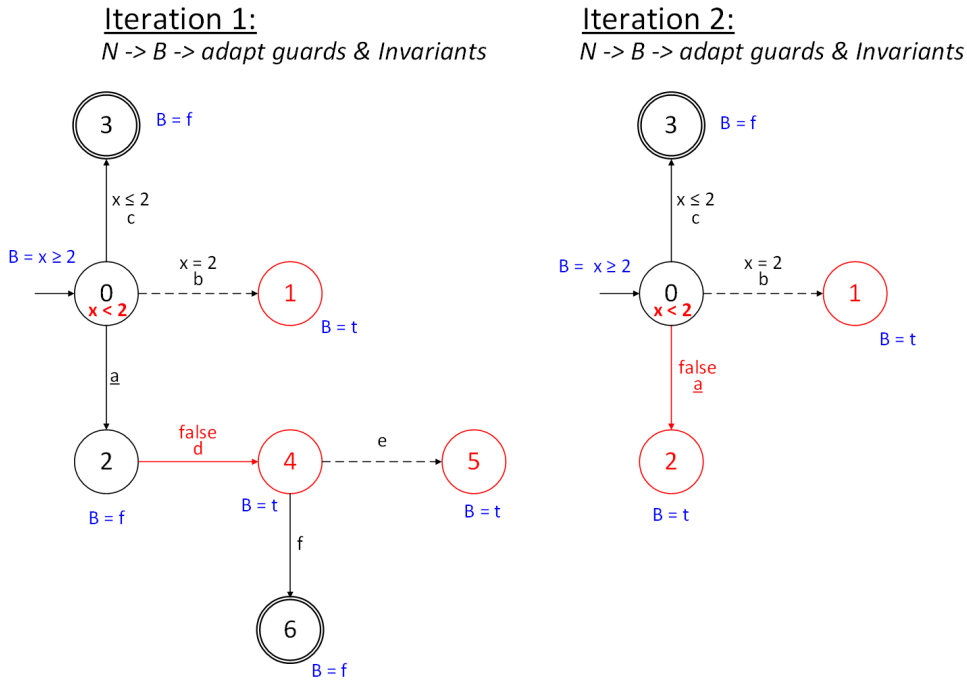 Iteration 1:
N -> B -> adapt guards & Invariants
3
B = f
x ≤ 2
c
B = x ≥ 2
0
x < 2
x = 2
b
1
B = t
a
2
B = f
false
d
4
B = t
e
5
B = t
f
6
B = f
Iteration 2:
N -> B -> adapt guards & Invariants
3
B = f
x ≤ 2
c
B = x ≥ 2
0
x < 2
x = 2
b
1
B = t
false
a
2
B = t